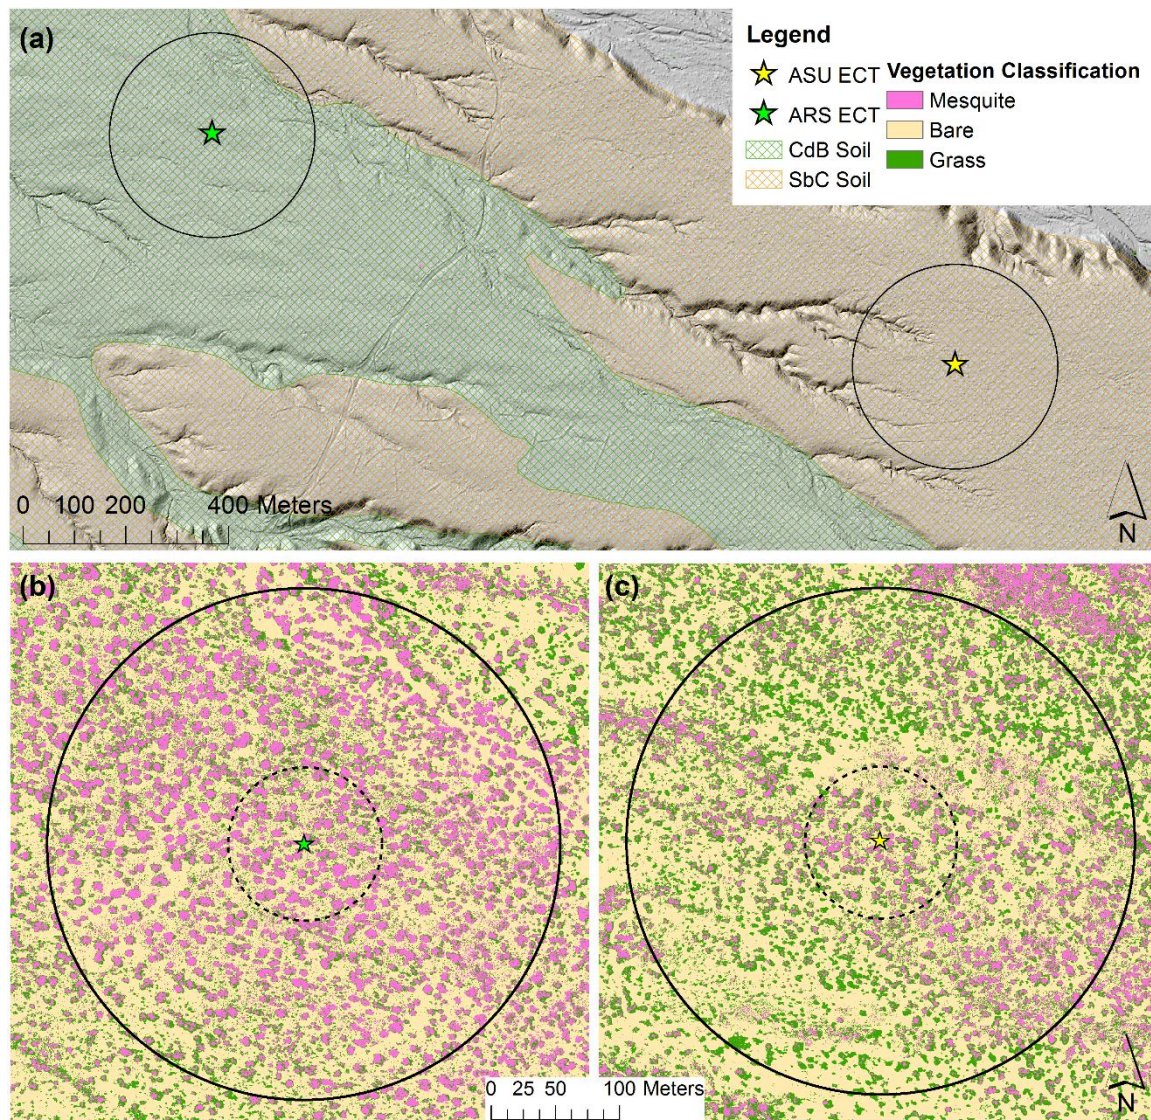 (a)
Legend
ASU ECT
ARS ECT
CdB Soil
SbC Soil
Vegetation Classification
Mesquite
Bare
Grass
0 100 200 400 Meters
N
(b)
(c)
0 25 50 100 Meters
N